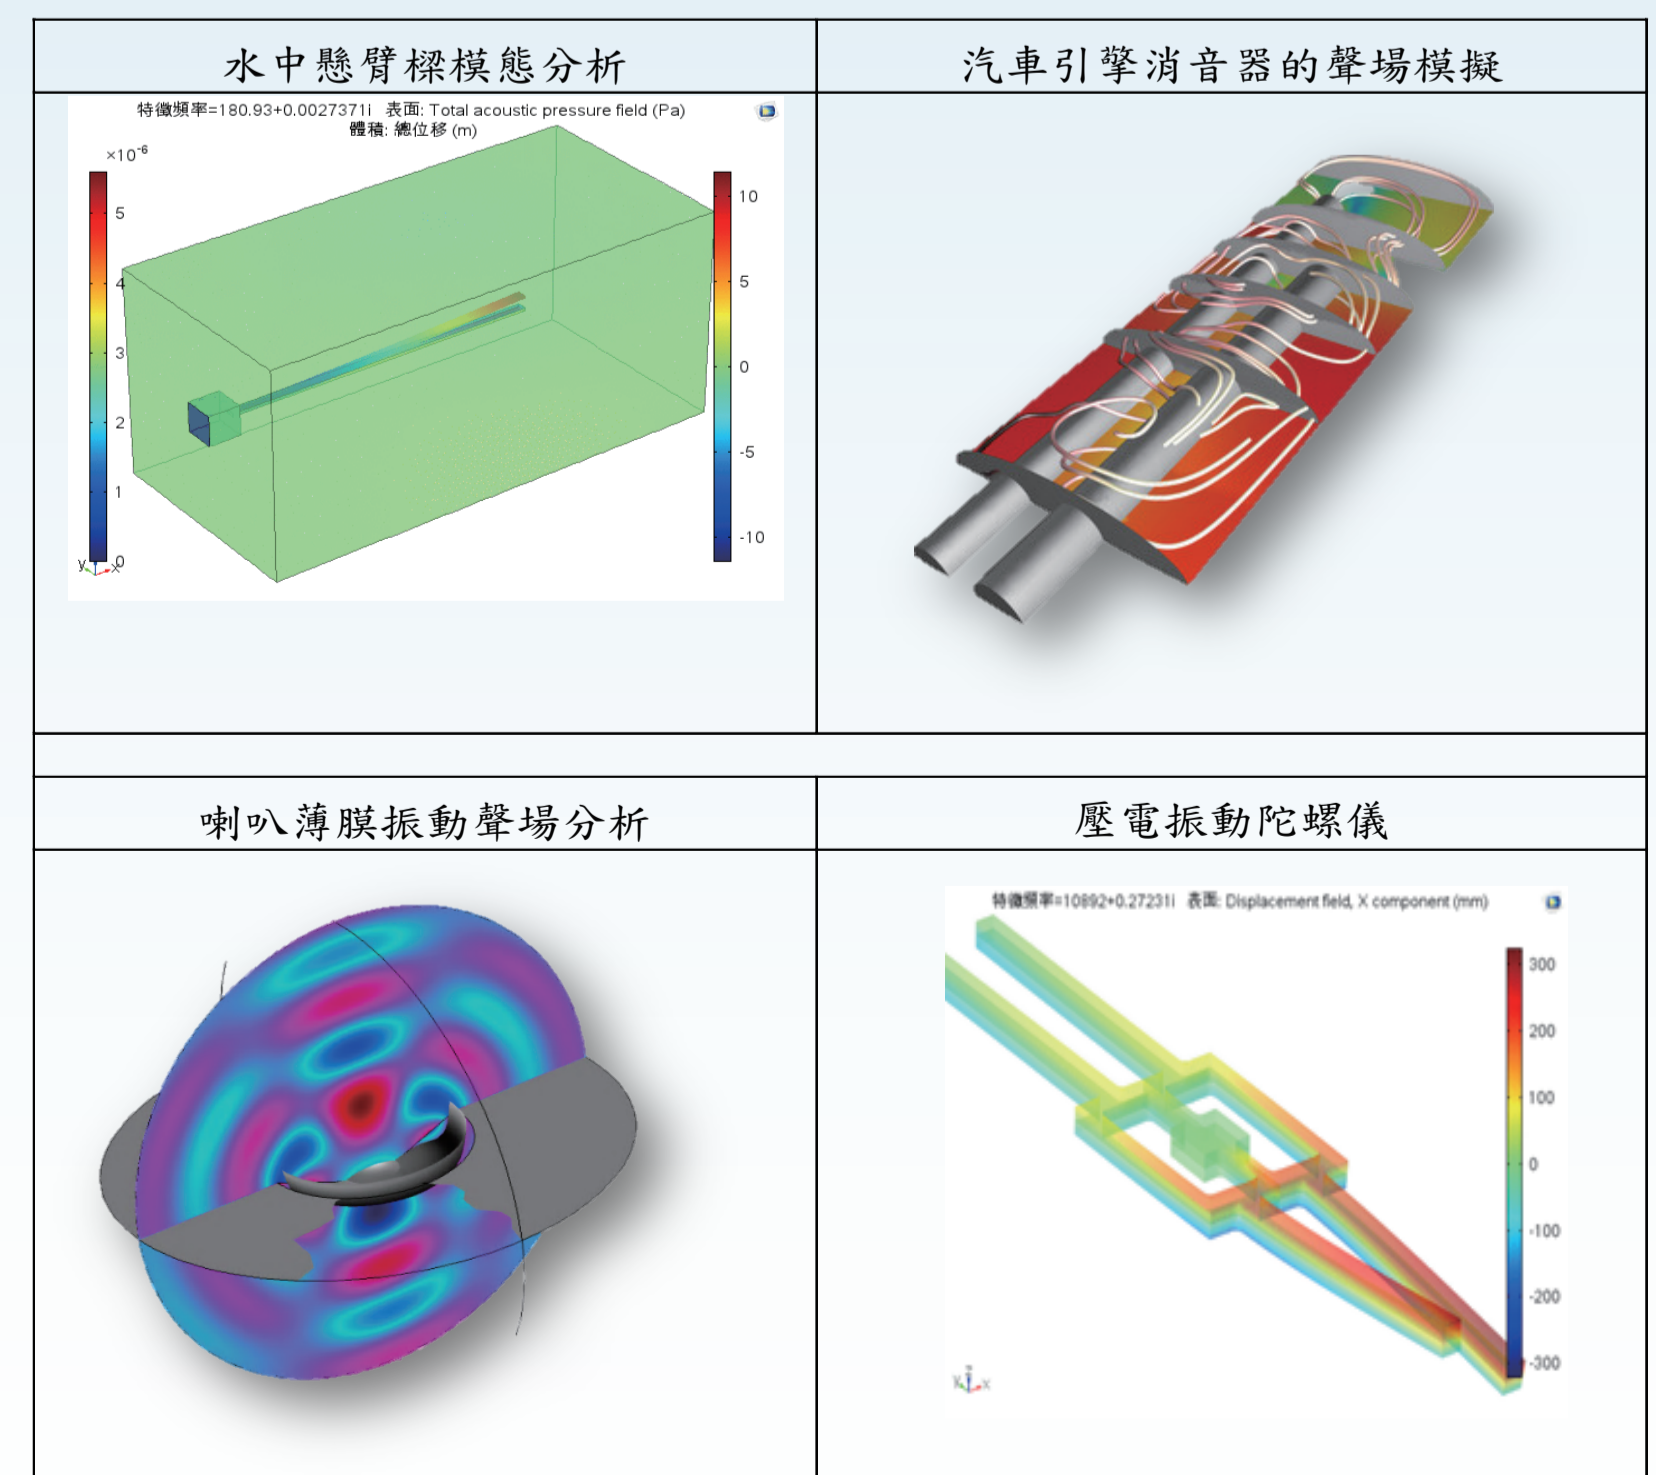 水中懸臂樑模態分析
汽車引擎消音器的聲場模擬
特徵頻率=180.93+0.0027371i 表面: Total acoustic pressure field (Pa)
體積: 總位移 (m)
×10⁻⁶
5
4
3
2
1
0
10
5
0
-5
-10
y x
喇叭薄膜振動聲場分析
壓電振動陀螺儀
特徵頻率=10892+0.27231i 表面: Displacement field, X component (mm)
300
200
100
0
-100
-200
-300
y z x